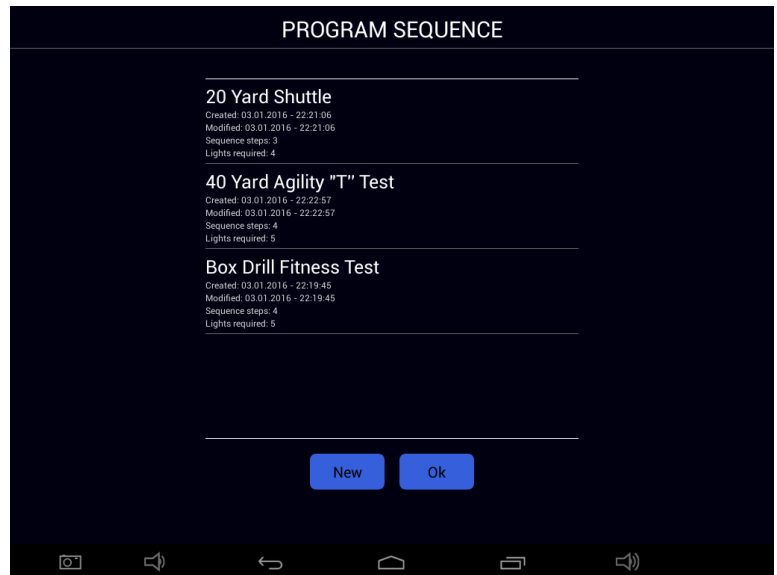 PROGRAM SEQUENCE
20 Yard Shuttle
Created: 03.01.2016 - 22:21:06
Modified: 03.01.2016 - 22:21:06
Sequence steps: 3
Lights required: 4
40 Yard Agility "T'' Test
Created: 03.01.2016 - 22:22:57
Modified: 03.01.2016 - 22:22:57
Sequence steps: 4
Lights required: 5
Box Drill Fitness Test
Created: 03.01.2016 - 22:19:45
Modified: 03.01.2016 - 22:19:45
Sequence steps: 4
Lights required: 5
New Ok